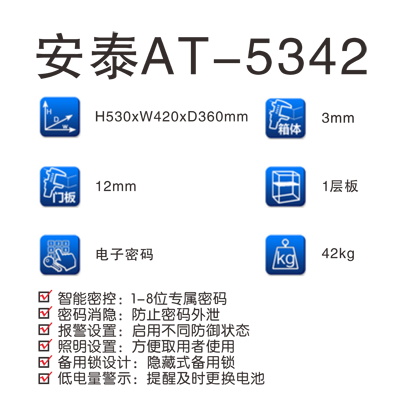 安泰AT-5342
H530xW420xD360mm
箱体
3mm
门板
12mm
1层板
电子密码
kg
42kg
智能密控：1-8位专属密码
密码消隐：防止密码外泄
报警设置：启用不同防御状态
照明设置：方便取用者使用
备用锁设计：隐藏式备用锁
低电量警示：提醒及时更换电池